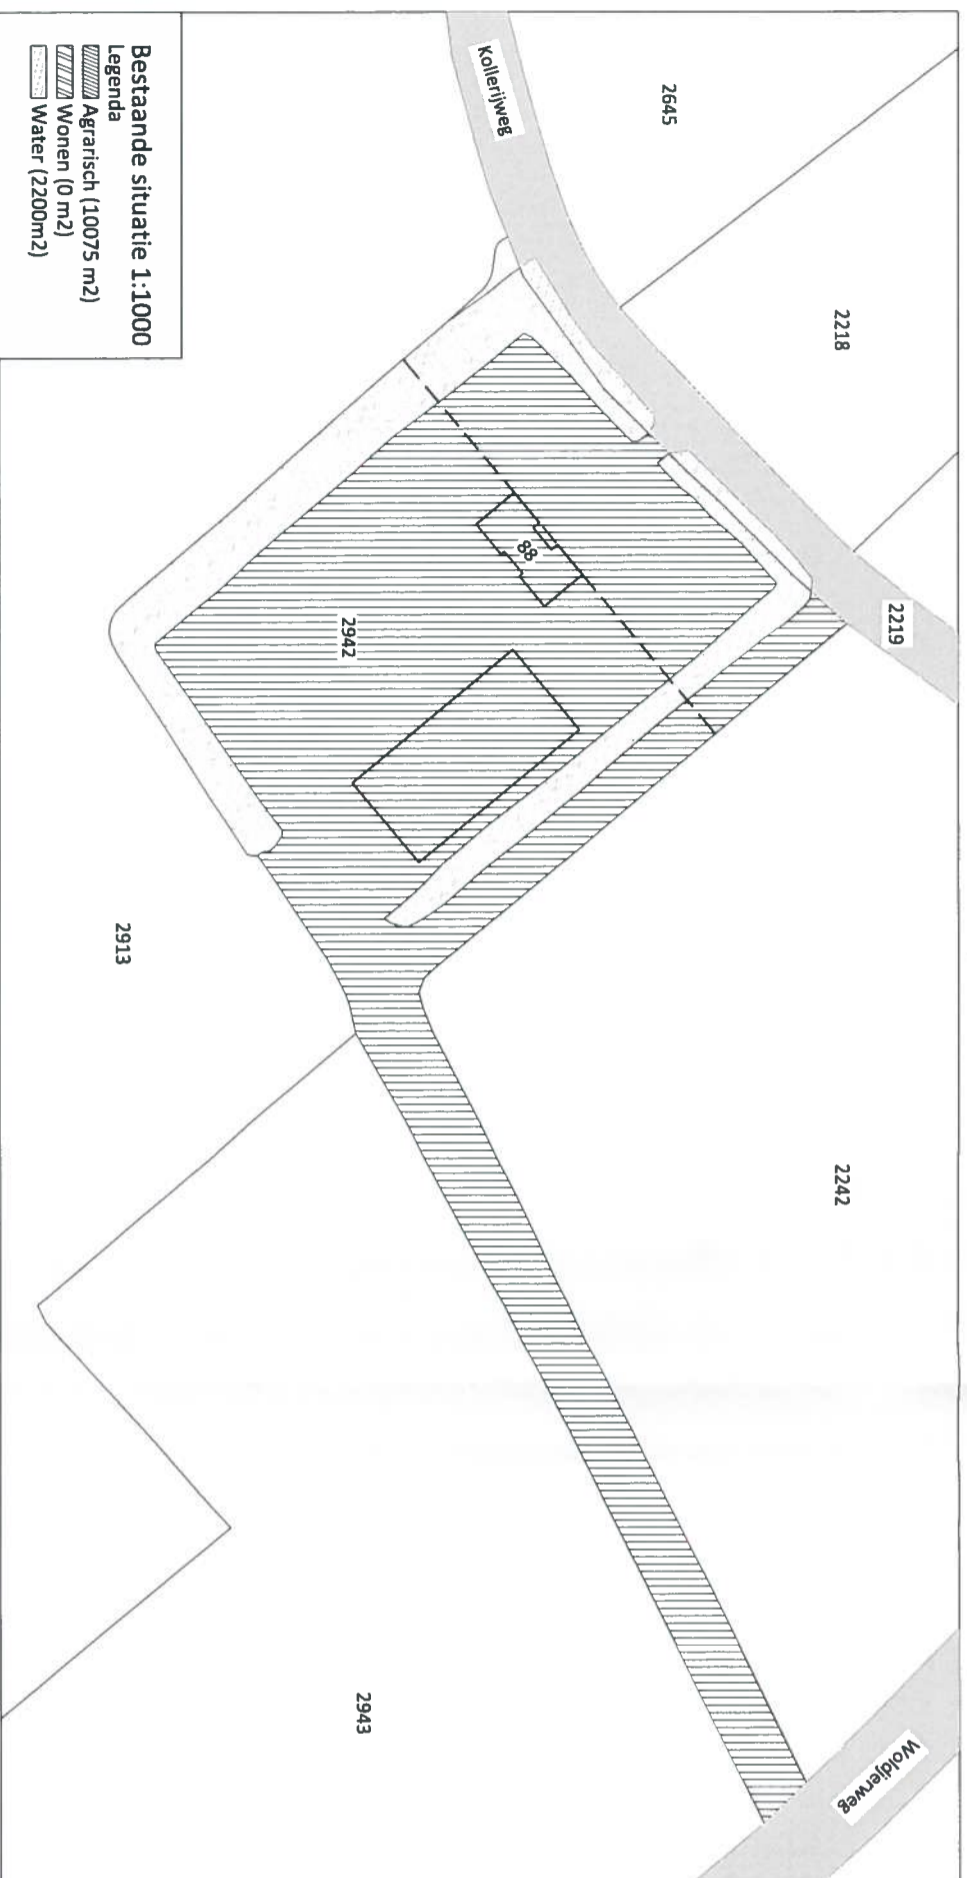 Kollerijweg
2645
2218
2219
88
2942
2913
2242
2943
Woldjerweg
Bestaande situatie 1:1000
Legenda
Agrarisch (10075 m2)
Wonen (0 m2)
Water (2200m2)